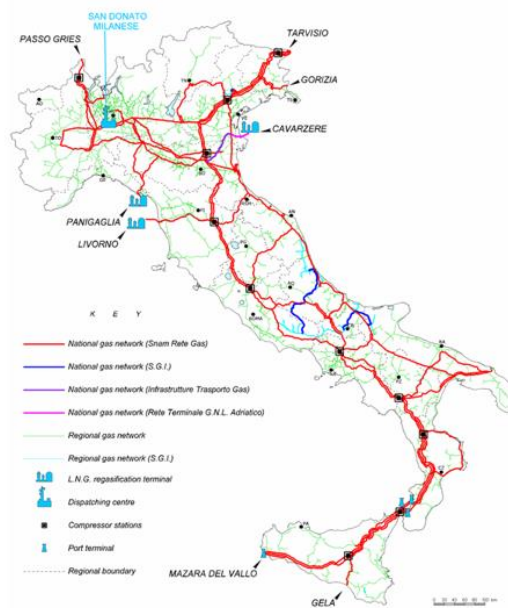 SAN DONATO
MILANESE
PASSO GRIES
TARVISIO
GORIZIA
CAVARZERE
PANIGAGLIA
LIVORNO
K E Y
National gas network (Snam Rete Gas)
National gas network (S.G.I.)
National gas network (Infrastrutture Trasporto Gas)
National gas network (Rete Terminale G.N.L. Adriatico)
Regional gas network
Regional gas network (S.G.I.)
L.N.G. regasification terminal
Dispatching centre
Compressor stations
Port terminal
Regional boundary
MAZARA DEL VALLO
GELA